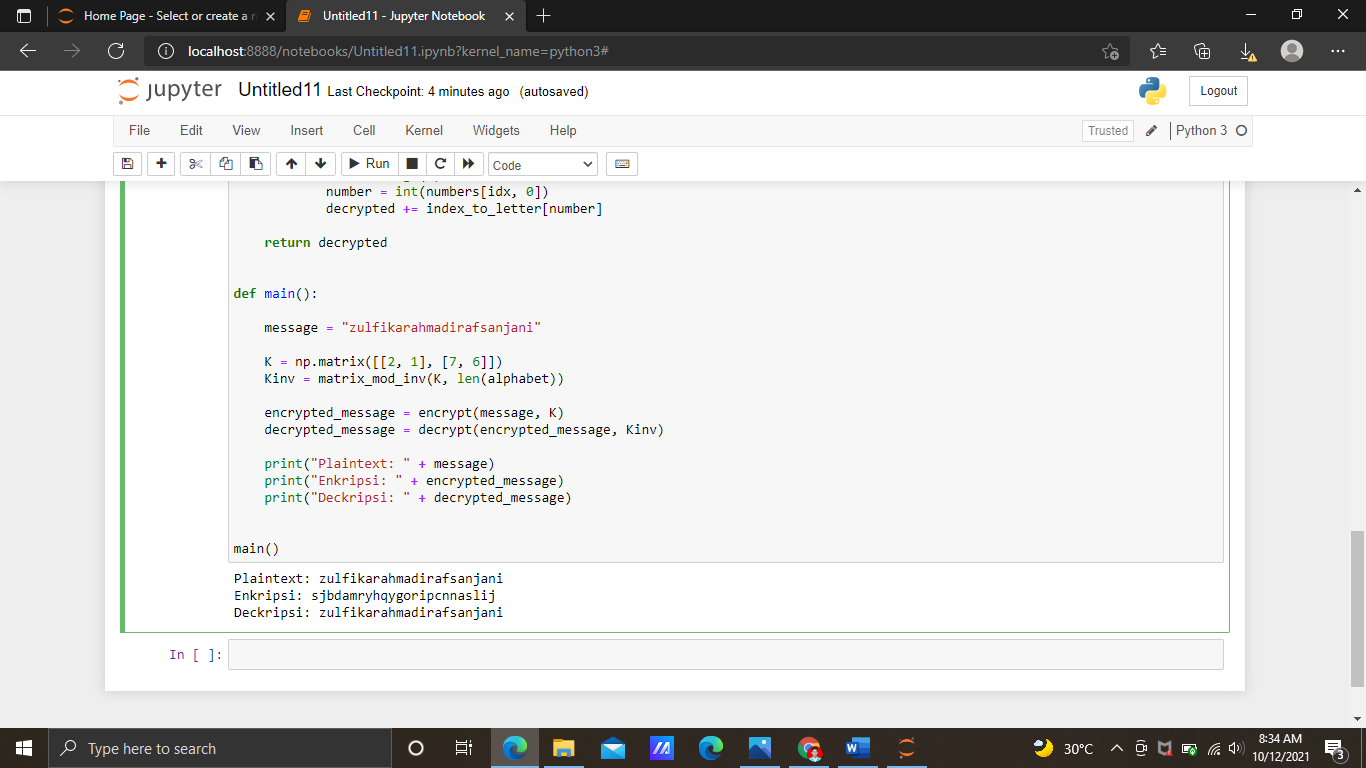 Home Page - Select or create a n
Untitled11 - Jupyter Notebook
localhost:8888/notebooks/Untitled11.ipynb?kernel_name=python3#
jupyter Untitled11 Last Checkpoint: 4 minutes ago (autosaved)
Logout
File Edit View Insert Cell Kernel Widgets Help
Trusted Python 3
Run Code
number = int(numbers[idx, 0])
decrypted += index_to_letter[number]
return decrypted
def main():
message = "zulfikarahmadirafsanjani"
K = np.matrix([[2, 1], [7, 6]])
Kinv = matrix_mod_inv(K, len(alphabet))
encrypted_message = encrypt(message, K)
decrypted_message = decrypt(encrypted_message, Kinv)
print("Plaintext: " + message)
print("Enkripsi: " + encrypted_message)
print("Deckripsi: " + decrypted_message)
main()
Plaintext: zulfikarahmadirafsanjani
Enkripsi: sjbdamryhqygoripcnnaslij
Deckripsi: zulfikarahmadirafsanjani
In [ ]:
Type here to search
30°C
8:34 AM
10/12/2021
3